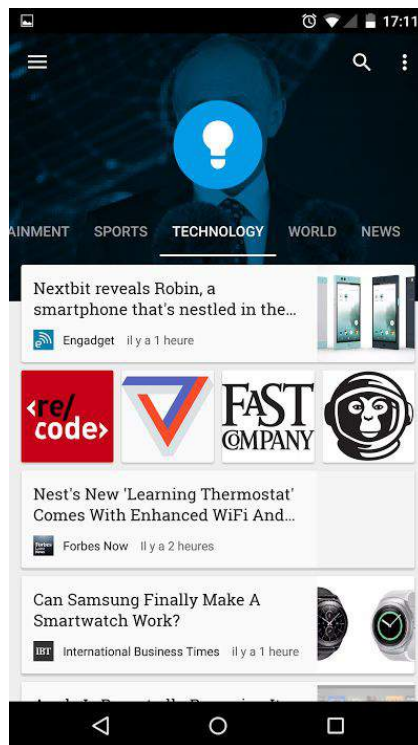 17:11
AINMENT SPORTS TECHNOLOGY WORLD NEWS
Nextbit reveals Robin, a
smartphone that's nestled in the...
Engadget il y a 1 heure
<re/
code>
FAST
COMPANY
Nest's New 'Learning Thermostat'
Comes With Enhanced WiFi And...
Forbes Now Il y a 2 heures
Can Samsung Finally Make A
Smartwatch Work?
IBT International Business Times il y a 1 heure